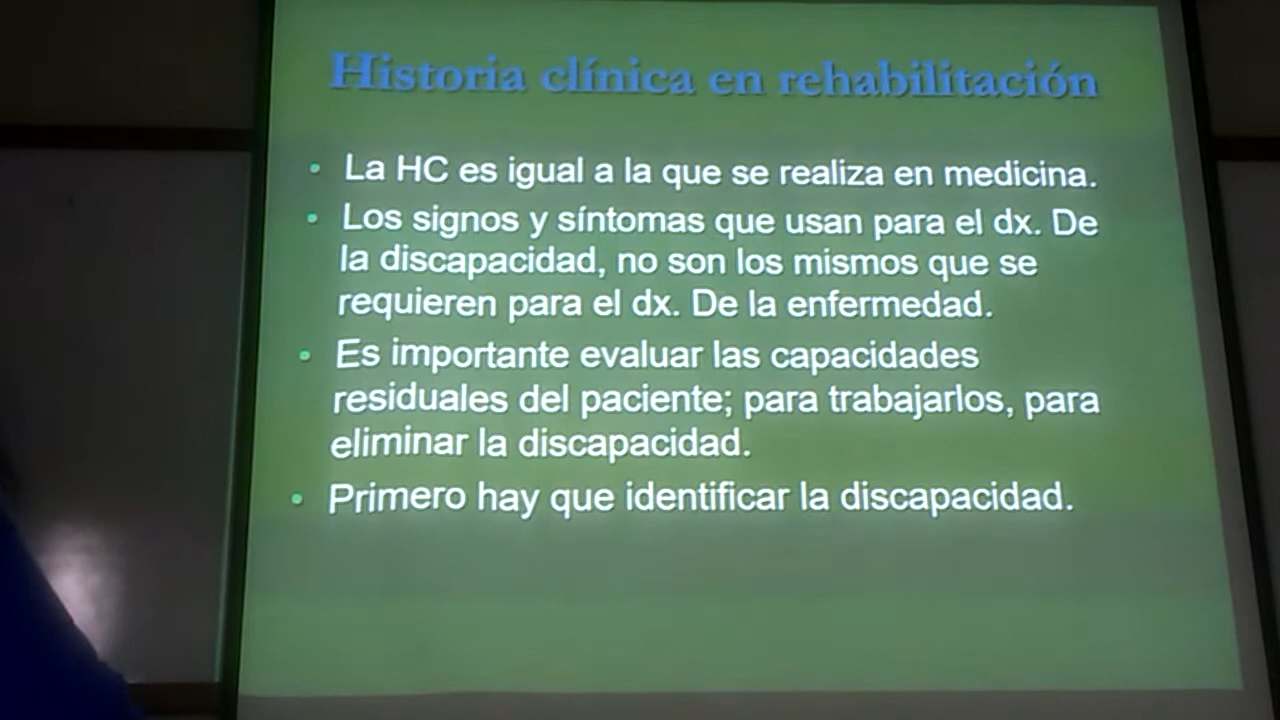 Historia clínica en rehabilitación
• La HC es igual a la que se realiza en medicina.
• Los signos y síntomas que usan para el dx. De
la discapacidad, no son los mismos que se
requieren para el dx. De la enfermedad.
• Es importante evaluar las capacidades
residuales del paciente; para trabajarlos, para
eliminar la discapacidad.
• Primero hay que identificar la discapacidad.